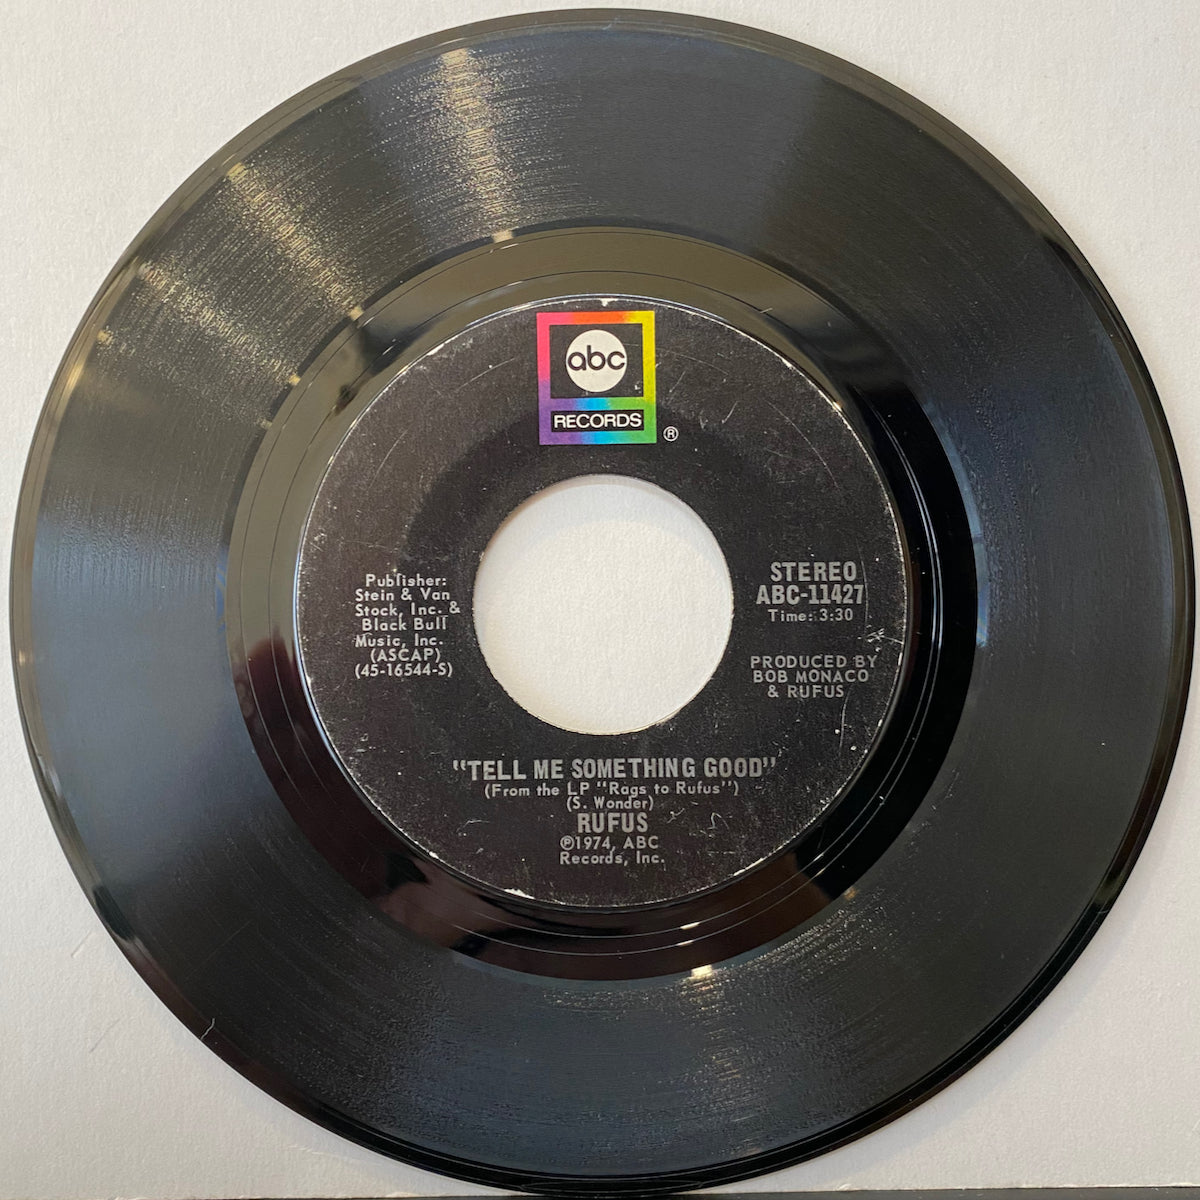 abc
RECORDS
®
Publisher:
Stein & Van
Stock, Inc. &
Black Bull
Music, Inc.
(ASCAP)
(45-16544-S)
STEREO
ABC-11427
Time: 3:30
PRODUCED BY
BOB MONACO
& RUFUS
"TELL ME SOMETHING GOOD"
(From the LP "Rags to Rufus")
(S. Wonder)
RUFUS
℗1974, ABC
Records, Inc.